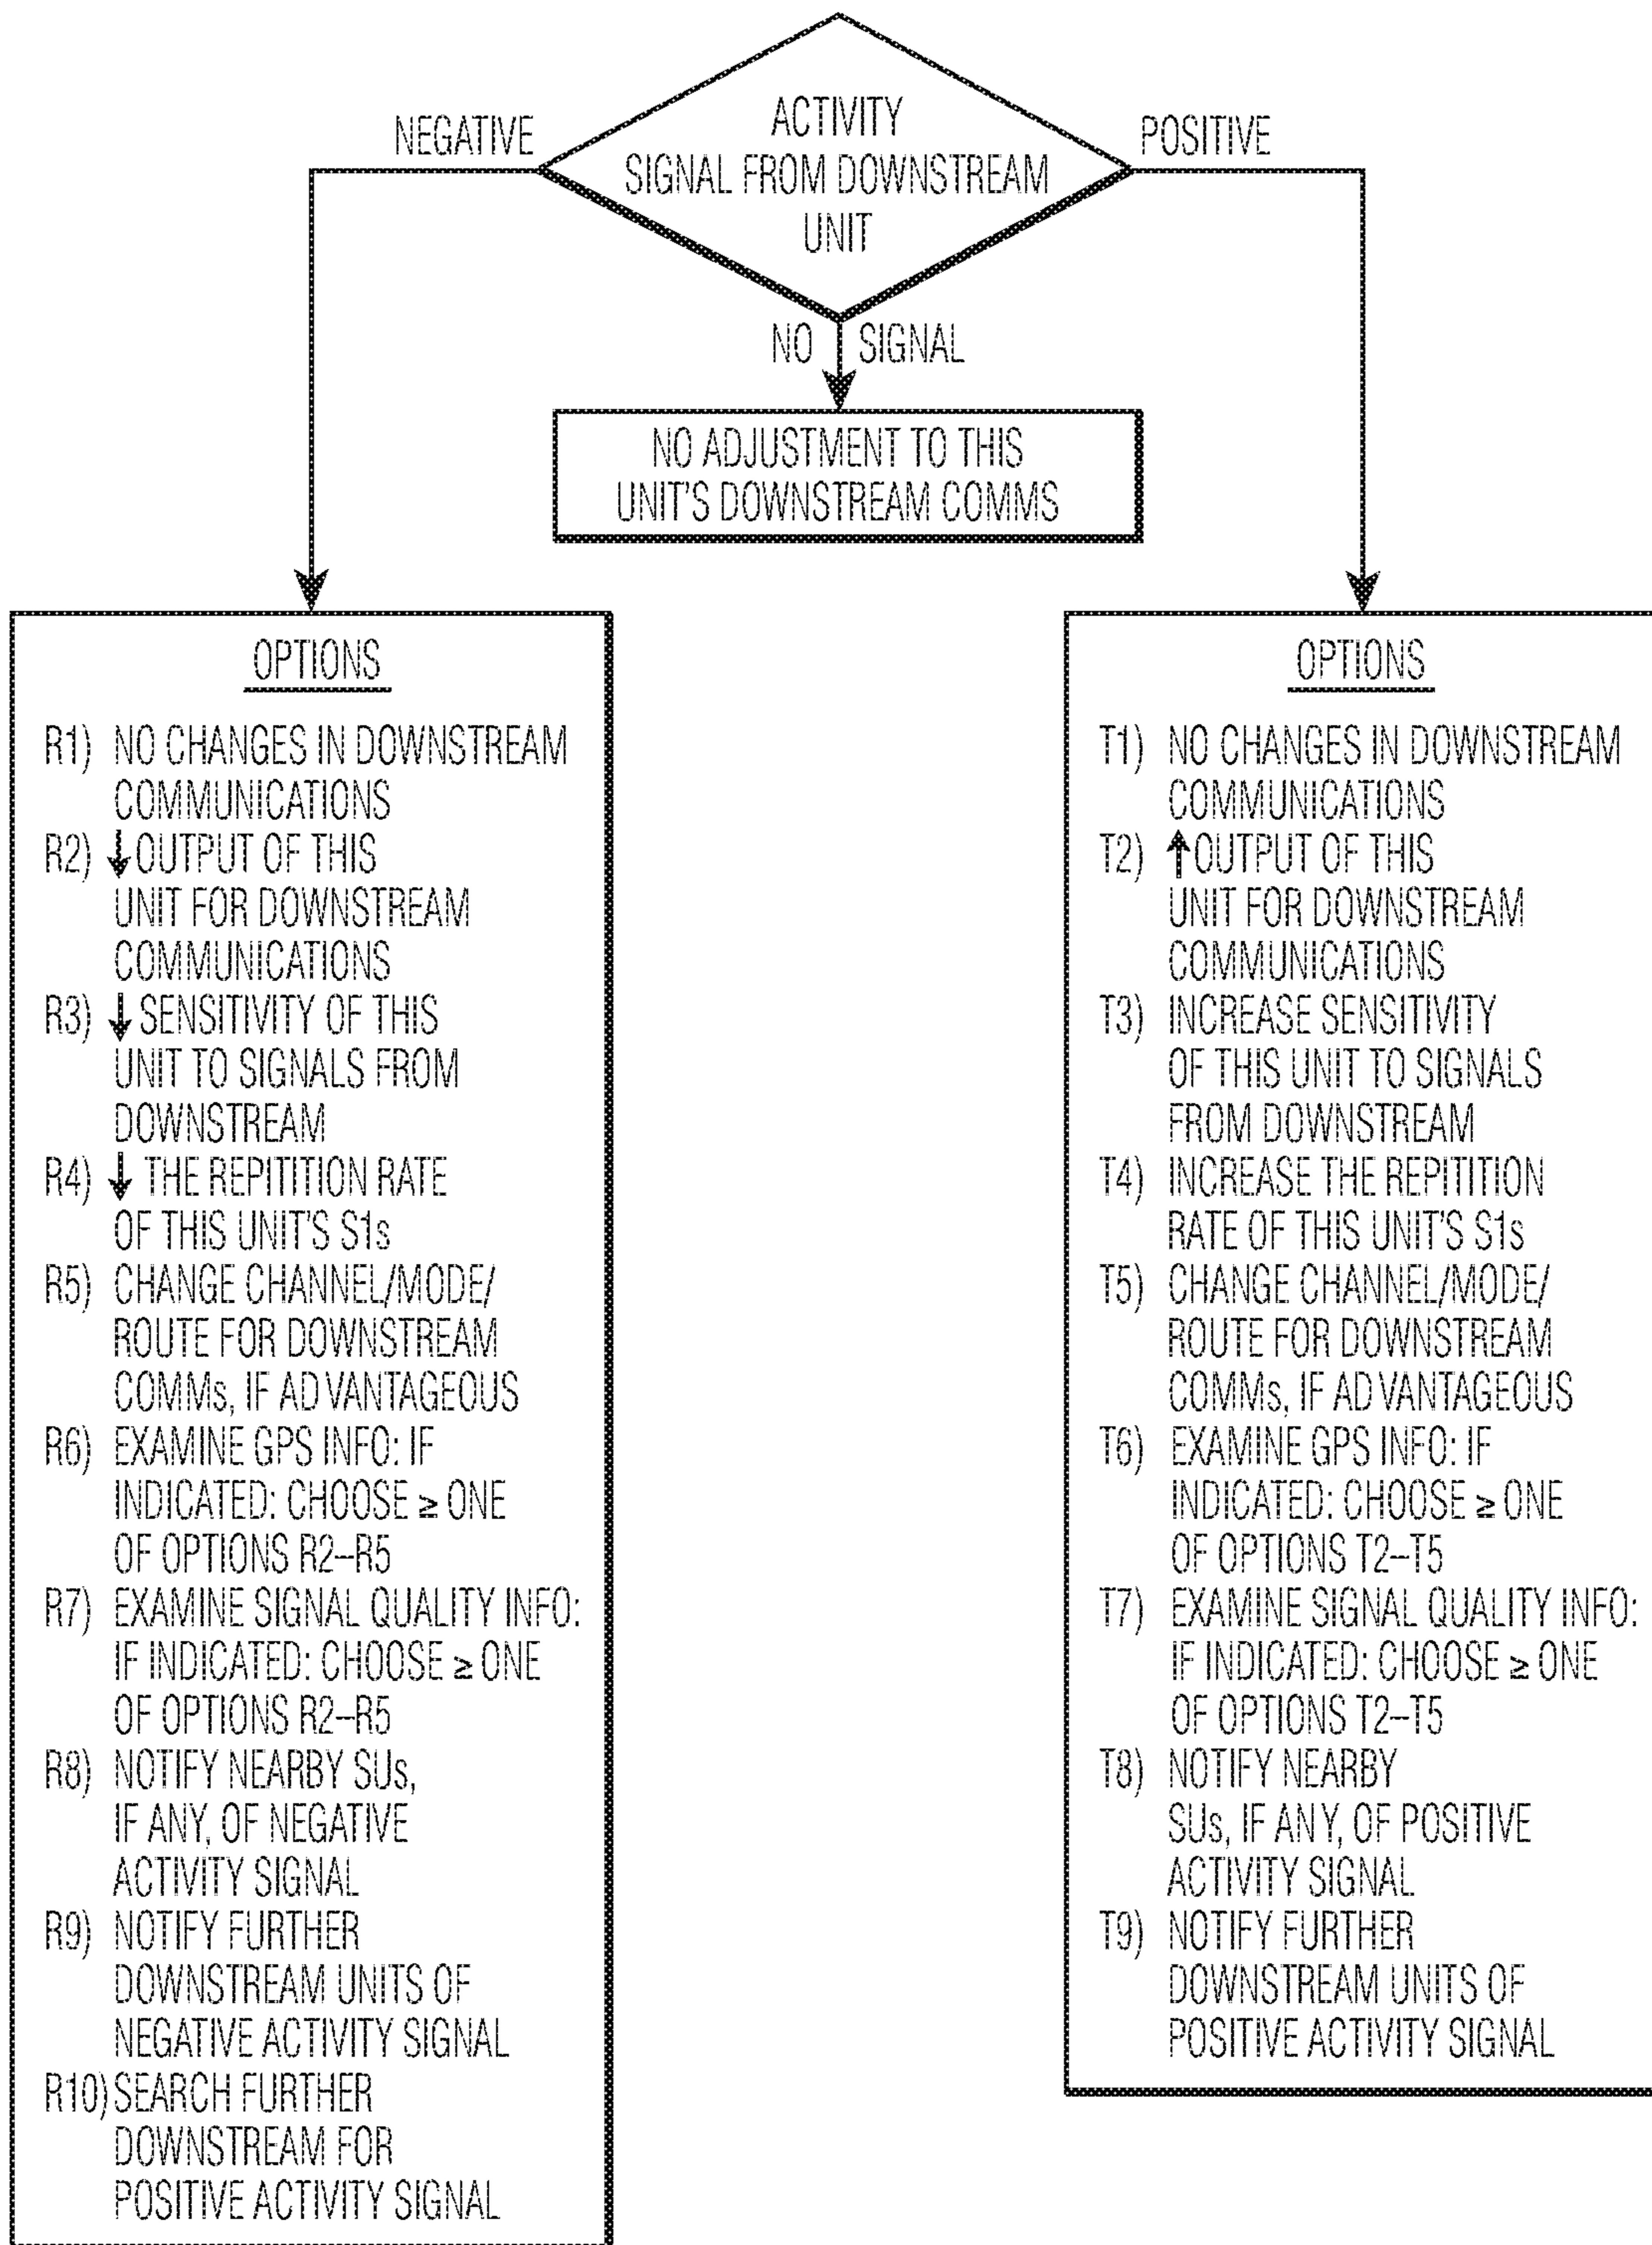 ACTIVITY
SIGNAL FROM DOWNSTREAM
UNIT
NEGATIVE
POSITIVE
NO SIGNAL
NO ADJUSTMENT TO THIS
UNIT'S DOWNSTREAM COMMS
OPTIONS
R1) NO CHANGES IN DOWNSTREAM
COMMUNICATIONS
R2) ↓ OUTPUT OF THIS
UNIT FOR DOWNSTREAM
COMMUNICATIONS
R3) ↓ SENSITIVITY OF THIS
UNIT TO SIGNALS FROM
DOWNSTREAM
R4) ↓ THE REPITITION RATE
OF THIS UNIT'S S1s
R5) CHANGE CHANNEL/MODE/
ROUTE FOR DOWNSTREAM
COMMs, IF AD VANTAGEOUS
R6) EXAMINE GPS INFO: IF
INDICATED: CHOOSE ≥ ONE
OF OPTIONS R2–R5
R7) EXAMINE SIGNAL QUALITY INFO:
IF INDICATED: CHOOSE ≥ ONE
OF OPTIONS R2–R5
R8) NOTIFY NEARBY SUs,
IF ANY, OF NEGATIVE
ACTIVITY SIGNAL
R9) NOTIFY FURTHER
DOWNSTREAM UNITS OF
NEGATIVE ACTIVITY SIGNAL
R10) SEARCH FURTHER
DOWNSTREAM FOR
POSITIVE ACTIVITY SIGNAL
OPTIONS
T1) NO CHANGES IN DOWNSTREAM
COMMUNICATIONS
T2) ↑ OUTPUT OF THIS
UNIT FOR DOWNSTREAM
COMMUNICATIONS
T3) INCREASE SENSITIVITY
OF THIS UNIT TO SIGNALS
FROM DOWNSTREAM
T4) INCREASE THE REPITITION
RATE OF THIS UNIT'S S1s
T5) CHANGE CHANNEL/MODE/
ROUTE FOR DOWNSTREAM
COMMs, IF AD VANTAGEOUS
T6) EXAMINE GPS INFO: IF
INDICATED: CHOOSE ≥ ONE
OF OPTIONS T2–T5
T7) EXAMINE SIGNAL QUALITY INFO:
IF INDICATED: CHOOSE ≥ ONE
OF OPTIONS T2–T5
T8) NOTIFY NEARBY
SUs, IF ANY, OF POSITIVE
ACTIVITY SIGNAL
T9) NOTIFY FURTHER
DOWNSTREAM UNITS OF
POSITIVE ACTIVITY SIGNAL